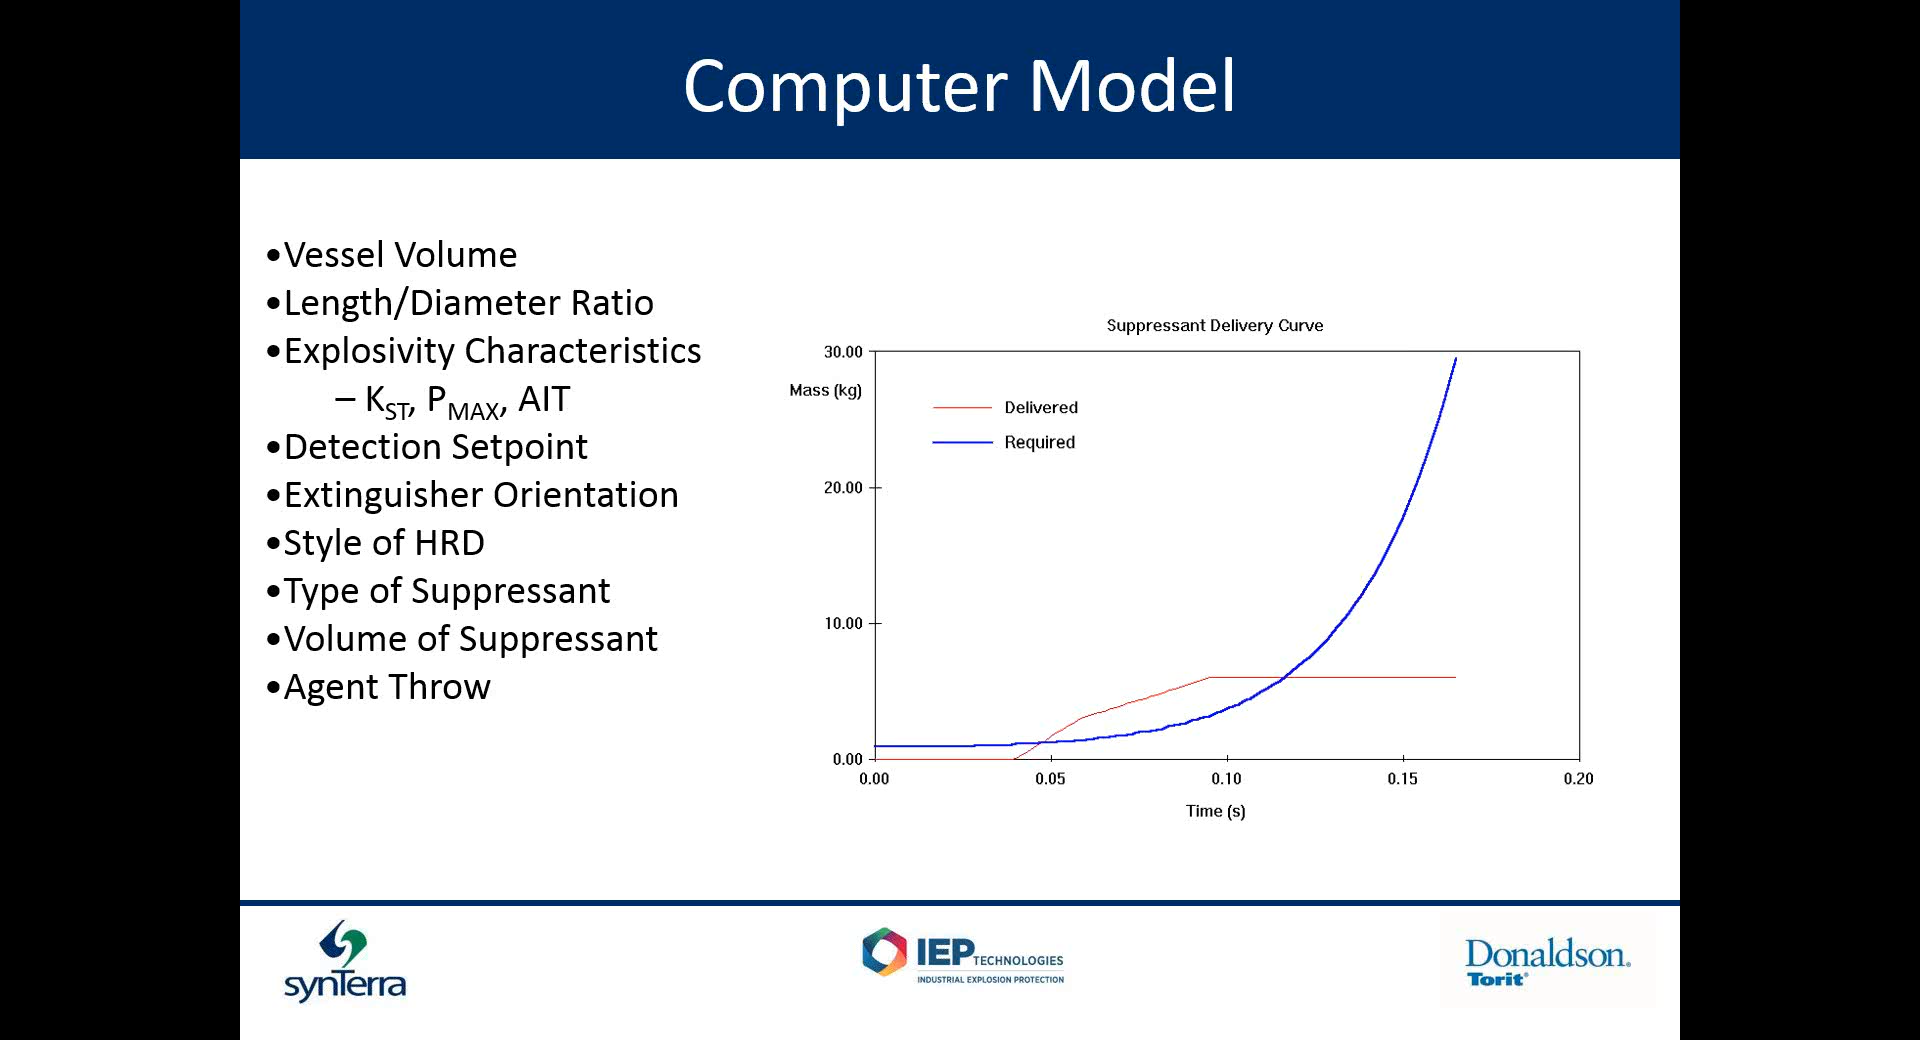 Computer Model
•Vessel Volume
•Length/Diameter Ratio
•Explosivity Characteristics
– KST, PMAX, AIT
•Detection Setpoint
•Extinguisher Orientation
•Style of HRD
•Type of Suppressant
•Volume of Suppressant
•Agent Throw
Suppressant Delivery Curve
30.00
Mass (kg)
Delivered
Required
20.00
10.00
0.00
0.00 0.05 0.10 0.15 0.20
Time (s)
synTerra
IEP TECHNOLOGIES
INDUSTRIAL EXPLOSION PROTECTION
Donaldson.
Torit®